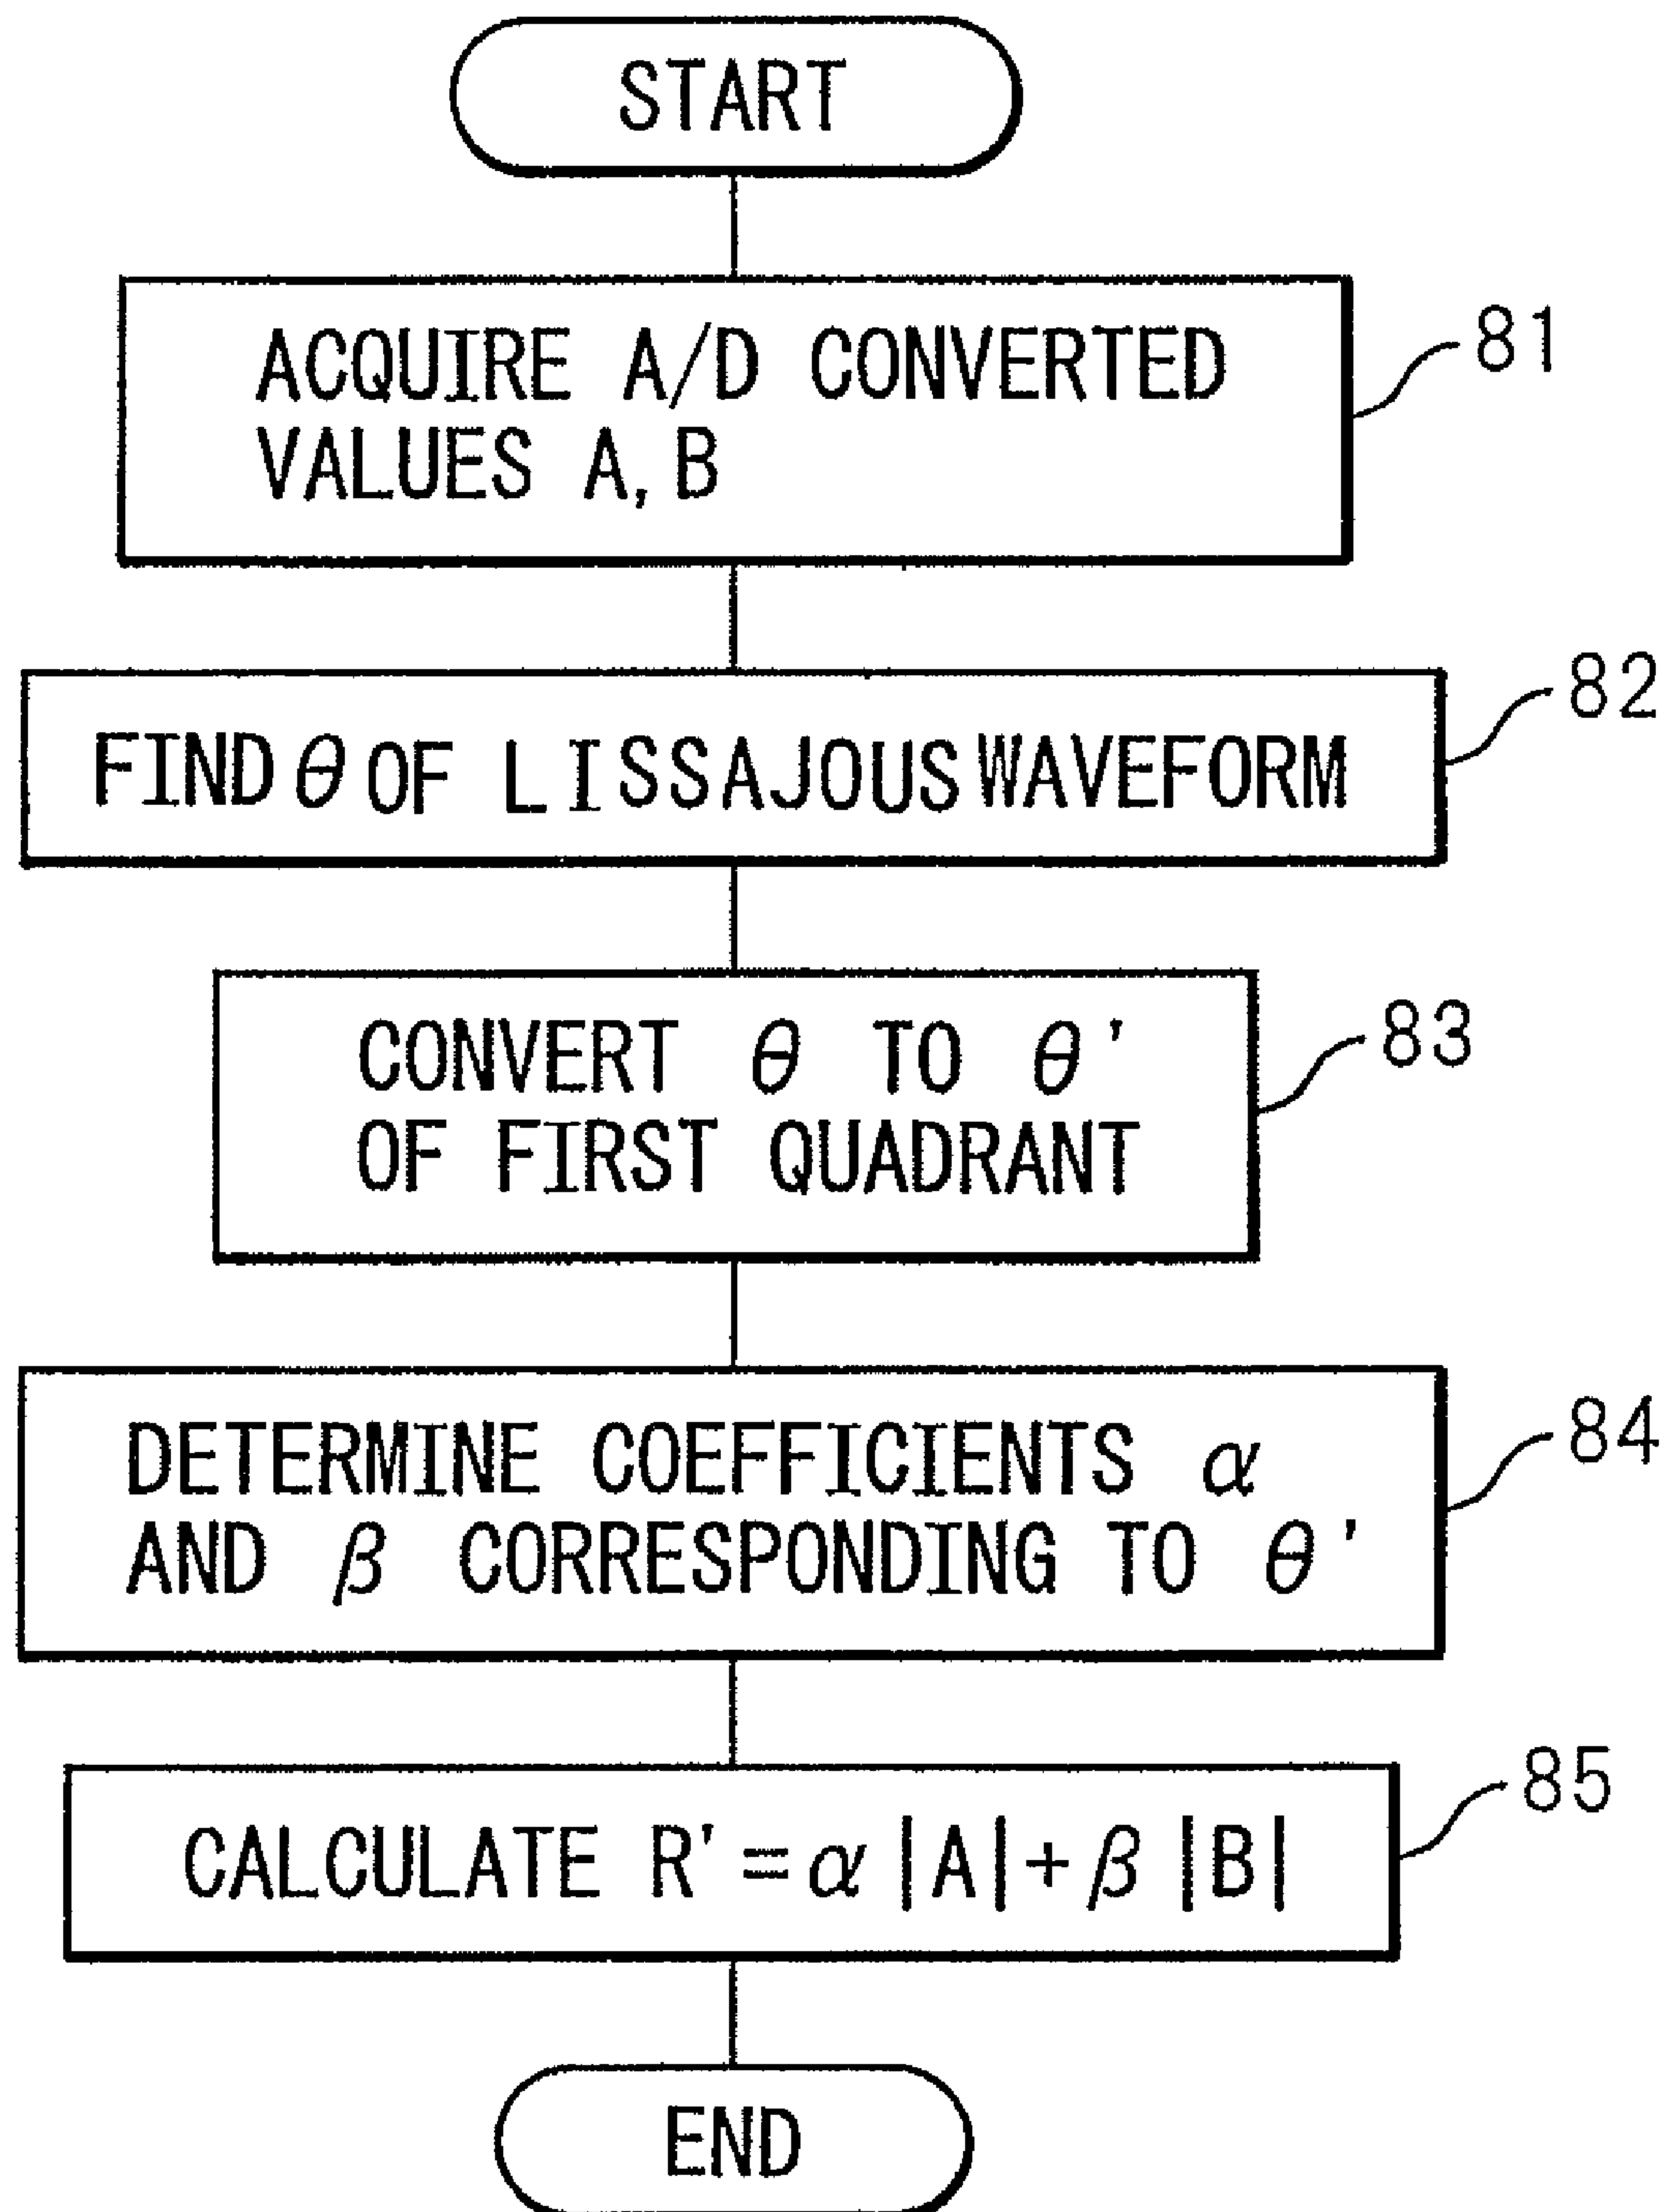 START
ACQUIRE A/D CONVERTED
VALUES A, B
81
FIND θ OF LISSAJOUS WAVEFORM
82
CONVERT θ TO θ'
OF FIRST QUADRANT
83
DETERMINE COEFFICIENTS α
AND β CORRESPONDING TO θ'
84
CALCULATE R'=α|A|+β|B|
85
END